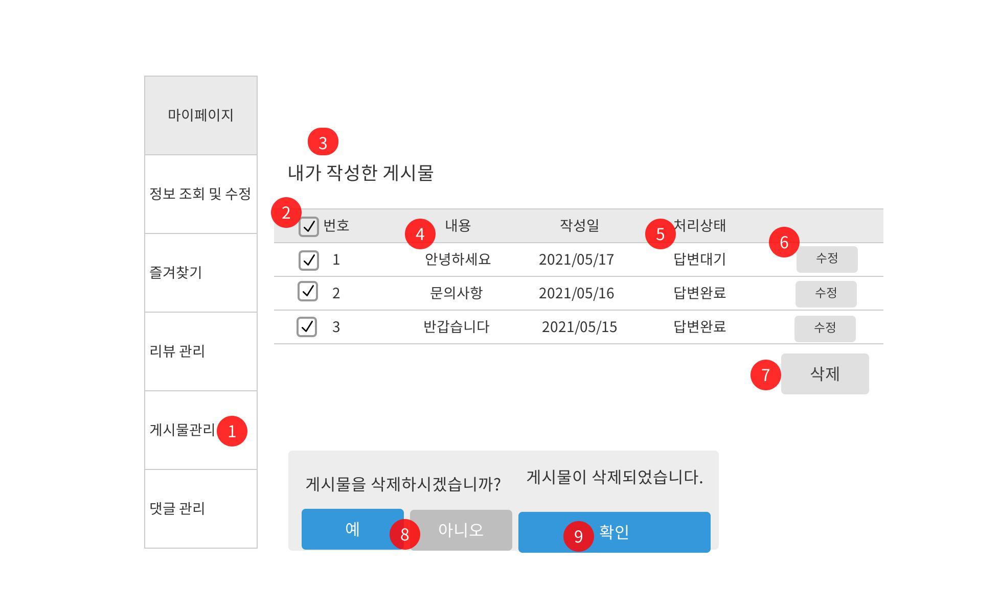 마이페이지
정보 조회 및 수정
즐겨찾기
리뷰 관리
게시물관리 1
댓글 관리
3
내가 작성한 게시물
2 번호 4 내용 작성일 5 처리상태 6
1 안녕하세요 2021/05/17 답변대기 수정
2 문의사항 2021/05/16 답변완료 수정
3 반갑습니다 2021/05/15 답변완료 수정
7 삭제
게시물을 삭제하시겠습니까?
예 8 아니오
게시물이 삭제되었습니다.
9 확인